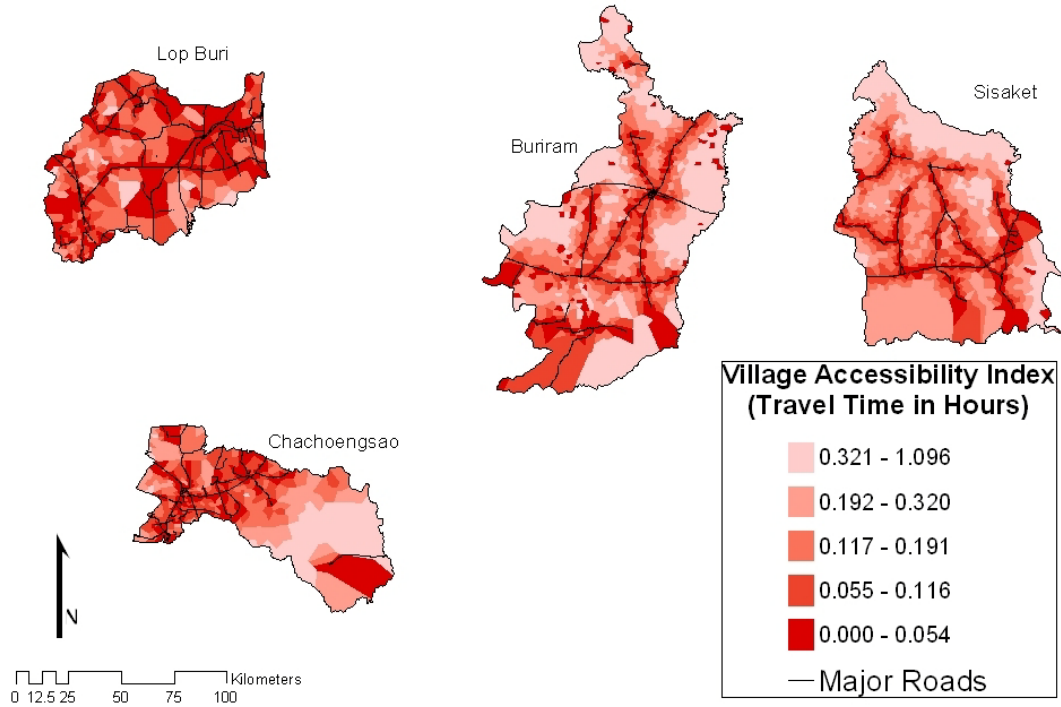 Lop Buri
Buriram
Sisaket
Chachoengsao
Village Accessibility Index
(Travel Time in Hours)
0.321 - 1.096
0.192 - 0.320
0.117 - 0.191
0.055 - 0.116
0.000 - 0.054
Major Roads
N
Kilometers
0 12.5 25 50 75 100